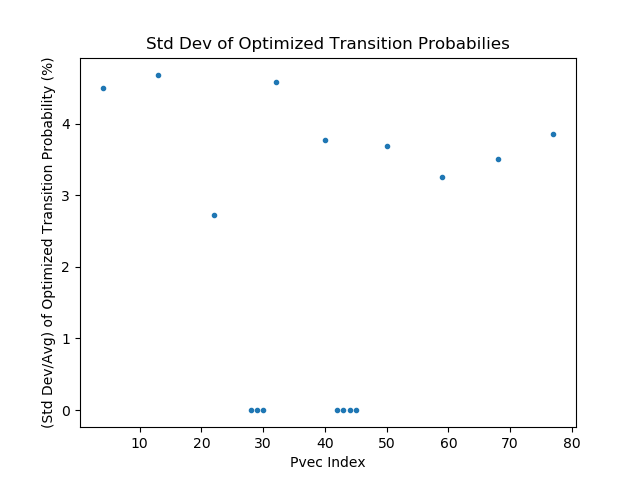 Std Dev of Optimized Transition Probabilies
(Std Dev/Avg) of Optimized Transition Probability (%)
4
3
2
1
0
10 20 30 40 50 60 70 80
Pvec Index